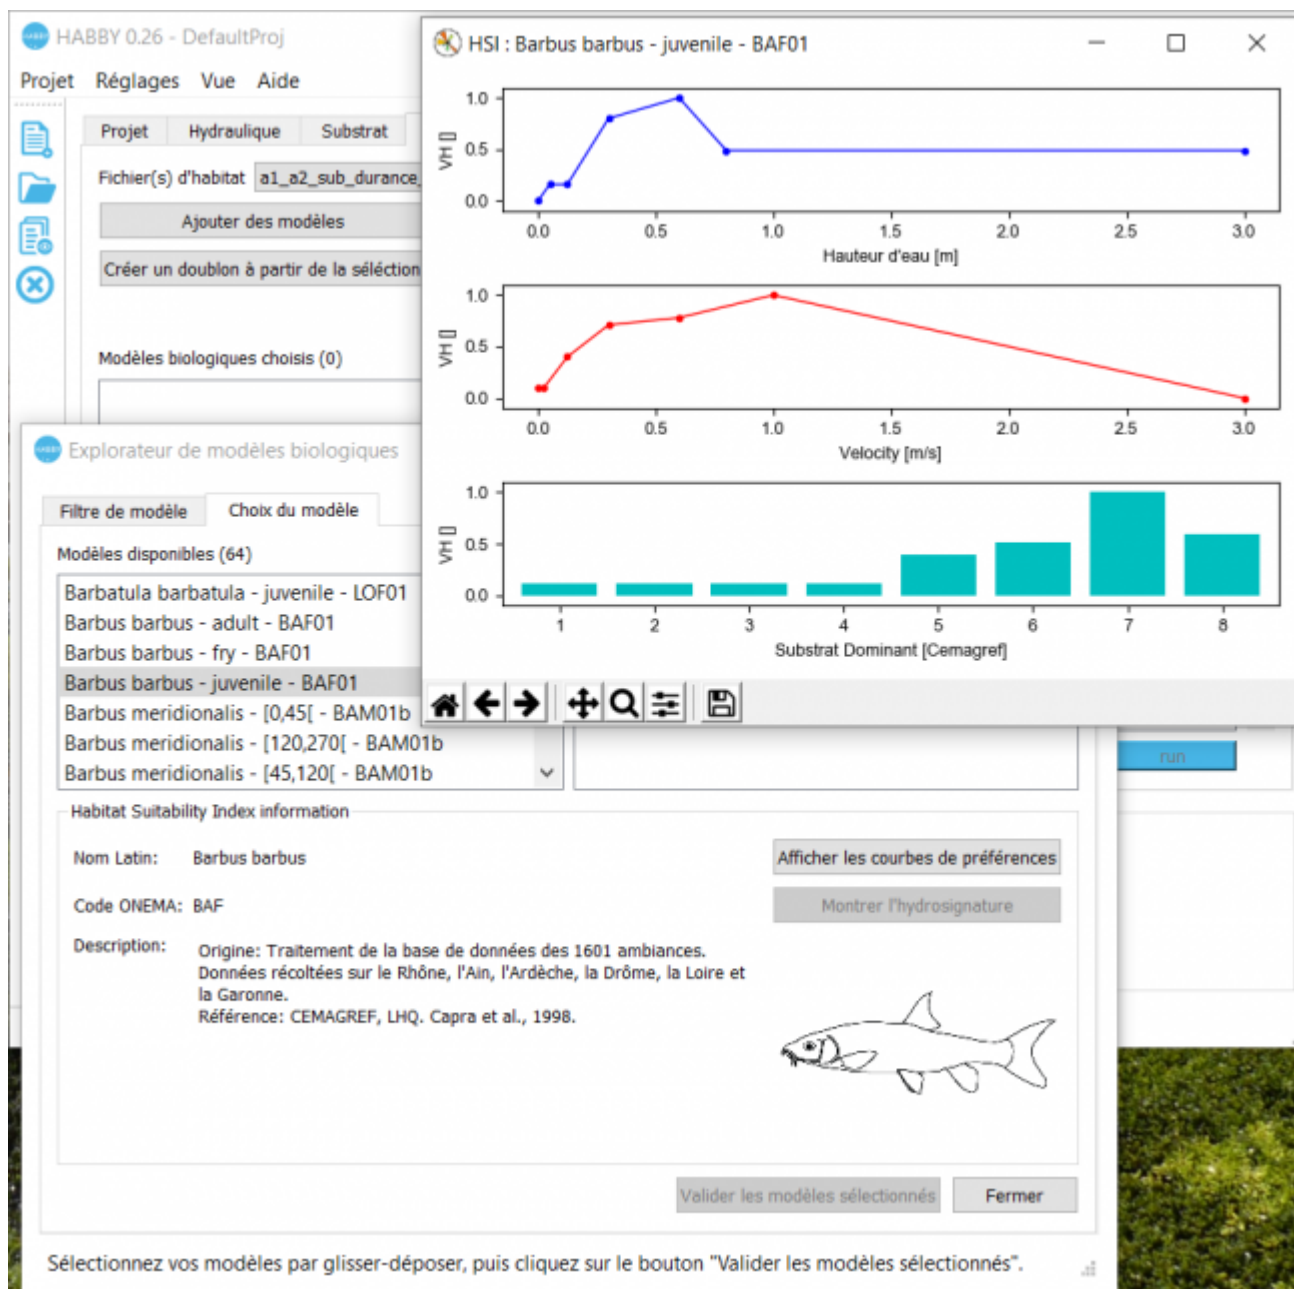 HABBY 0.26 - DefaultProj
Projet Réglages Vue Aide
Projet Hydraulique Substrat
Fichier(s) d'habitat a1_a2_sub_durance_
Ajouter des modèles
Créer un doublon à partir de la séléction
Modèles biologiques choisis (0)
HSI : Barbus barbus - juvenile - BAF01
1.0
0.5
0.0
VH []
0.0 0.5 1.0 1.5 2.0 2.5 3.0
Hauteur d'eau [m]
1.0
0.5
0.0
VH []
0.0 0.5 1.0 1.5 2.0 2.5 3.0
Velocity [m/s]
1.0
0.5
0.0
VH []
1 2 3 4 5 6 7 8
Substrat Dominant [Cemagref]
run
Explorateur de modèles biologiques
Filtre de modèle Choix du modèle
Modèles disponibles (64)
Barbatula barbatula - juvenile - LOF01
Barbus barbus - adult - BAF01
Barbus barbus - fry - BAF01
Barbus barbus - juvenile - BAF01
Barbus meridionalis - [0,45[ - BAM01b
Barbus meridionalis - [120,270[ - BAM01b
Barbus meridionalis - [45,120[ - BAM01b
Habitat Suitability Index information
Nom Latin: Barbus barbus
Afficher les courbes de préférences
Code ONEMA: BAF
Montrer l'hydrosignature
Description: Origine: Traitement de la base de données des 1601 ambiances.
Données récoltées sur le Rhône, l'Ain, l'Ardèche, la Drôme, la Loire et
la Garonne.
Référence: CEMAGREF, LHQ. Capra et al., 1998.
Valider les modèles sélectionnés Fermer
Sélectionnez vos modèles par glisser-déposer, puis cliquez sur le bouton "Valider les modèles sélectionnés".